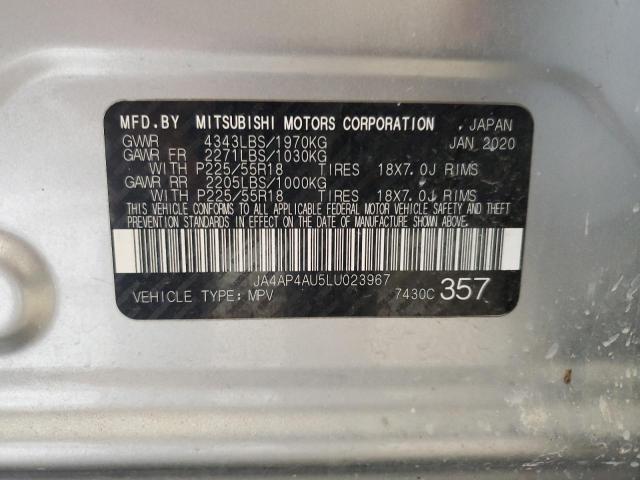 MFD.BY MITSUBISHI MOTORS CORPORATION , JAPAN
GVWR 4343LBS/1970KG JAN 2020
GAWR FR 2271LBS/1030KG
WITH P225/55R18 TIRES 18X7.0J RIMS
GAWR RR 2205LBS/1000KG
WITH P225/55R18 TIRES 18X7.0J RIMS
THIS VEHICLE CONFORMS TO ALL APPLICABLE FEDERAL MOTOR VEHICLE SAFETY AND THEFT
PREVENTION STANDARDS IN EFFECT ON THE DATE OF MANUFACTURE SHOWN ABOVE.
JA4AP4AU5LU023967
VEHICLE TYPE:MPV 7430C 357